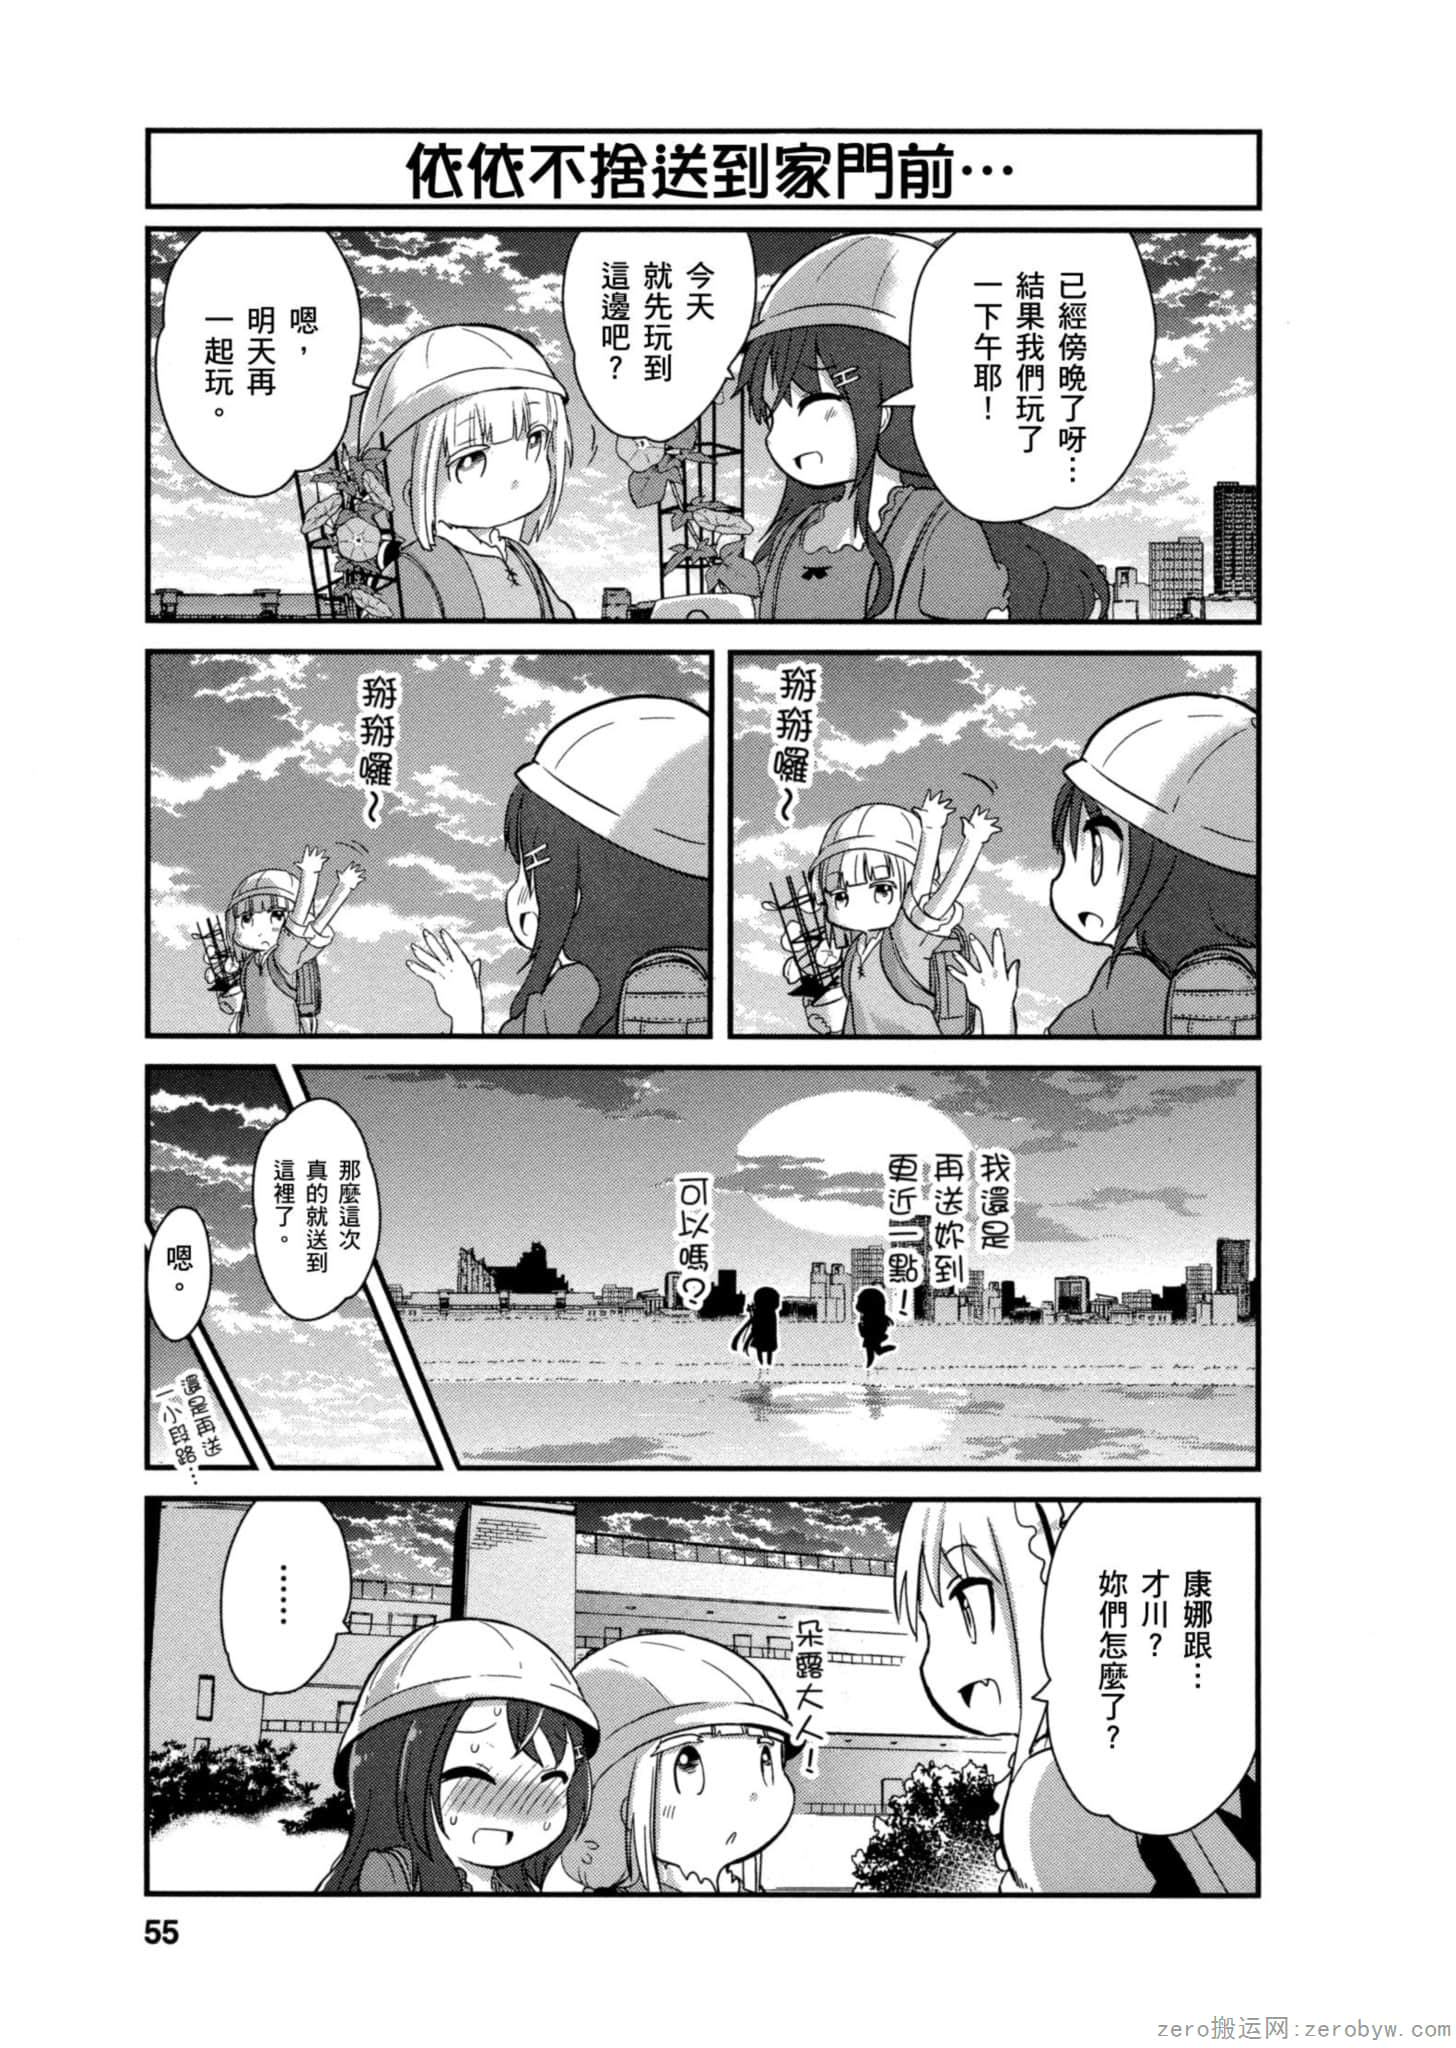 依依不捨送到家門前…
已經傍晚了呀…
結果我們玩了
一下午耶！
今天
就先玩到
這邊吧？
嗯，
明天再
一起玩。
掰掰囉～
掰掰囉～
我還是
再送妳到
更近一點！
可以嗎？
那麼這次
真的就送到
這裡了。
嗯。
還是再送
一小段路…
康娜跟…
才川？
妳們怎麼了？
朵露大人！
……
55
zero搬运网:zerobyw.com